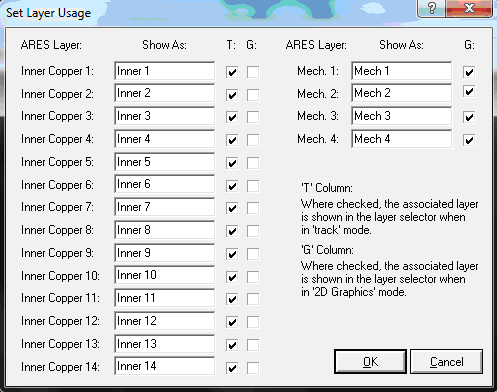 Set Layer Usage
ARES Layer: Show As: T: G: ARES Layer: Show As: G:
Inner Copper 1: Inner 1 Mech. 1: Mech 1
Inner Copper 2: Inner 2 Mech. 2: Mech 2
Inner Copper 3: Inner 3 Mech. 3: Mech 3
Inner Copper 4: Inner 4 Mech. 4: Mech 4
Inner Copper 5: Inner 5
Inner Copper 6: Inner 6
Inner Copper 7: Inner 7
Inner Copper 8: Inner 8
Inner Copper 9: Inner 9
Inner Copper 10: Inner 10
Inner Copper 11: Inner 11
Inner Copper 12: Inner 12
Inner Copper 13: Inner 13
Inner Copper 14: Inner 14
'T' Column:
Where checked, the associated layer
is shown in the layer selector when
in 'track' mode.
'G' Column:
Where checked, the associated layer
is shown in the layer selector when
in '2D Graphics' mode.
OK Cancel